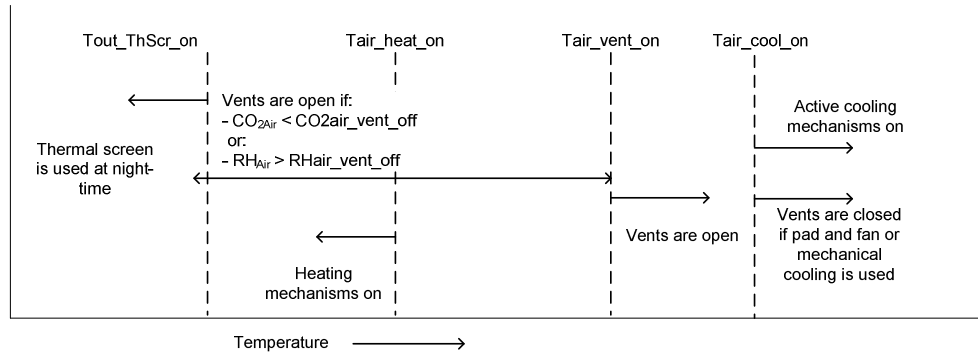 Tout_ThScr_on
Tair_heat_on
Tair_vent_on
Tair_cool_on
Vents are open if:
- CO2Air < CO2air_vent_off
or:
- RHAir > RHair_vent_off
Thermal screen
is used at night-
time
Active cooling
mechanisms on
Vents are open
Vents are closed
if pad and fan or
mechanical
cooling is used
Heating
mechanisms on
Temperature